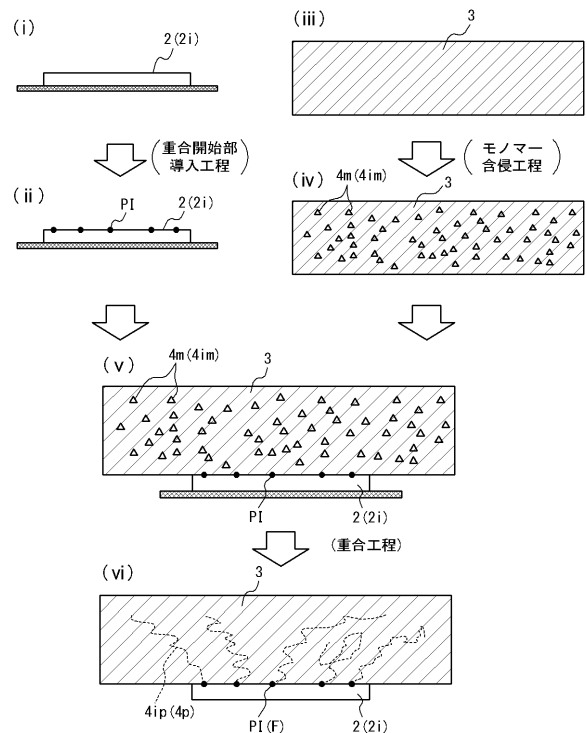 (i)
2(2i)
(iii)
3
重合開始部
導入工程
モノマー
含侵工程
(ii)
PI
2(2i)
(iv)
4m(4im)
3
(v)
4m(4im)
3
PI
2(2i)
(重合工程)
(vi)
3
4ip(4p)
PI(F)
2(2i)